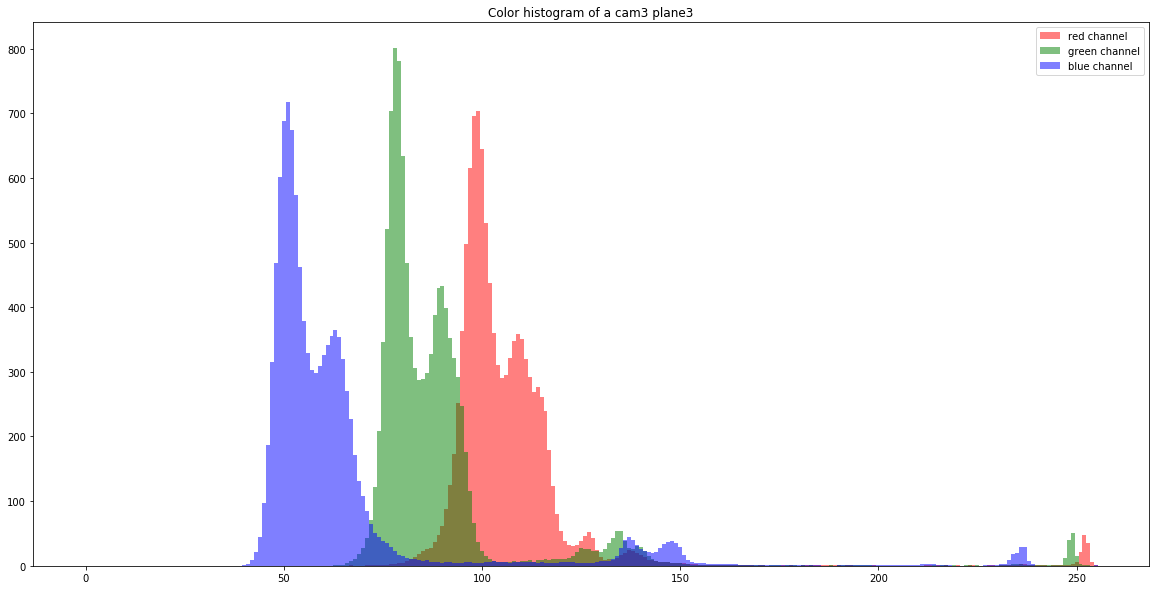 Color histogram of a cam3 plane3
red channel
green channel
blue channel
800
700
600
500
400
300
200
100
0
0 50 100 150 200 250